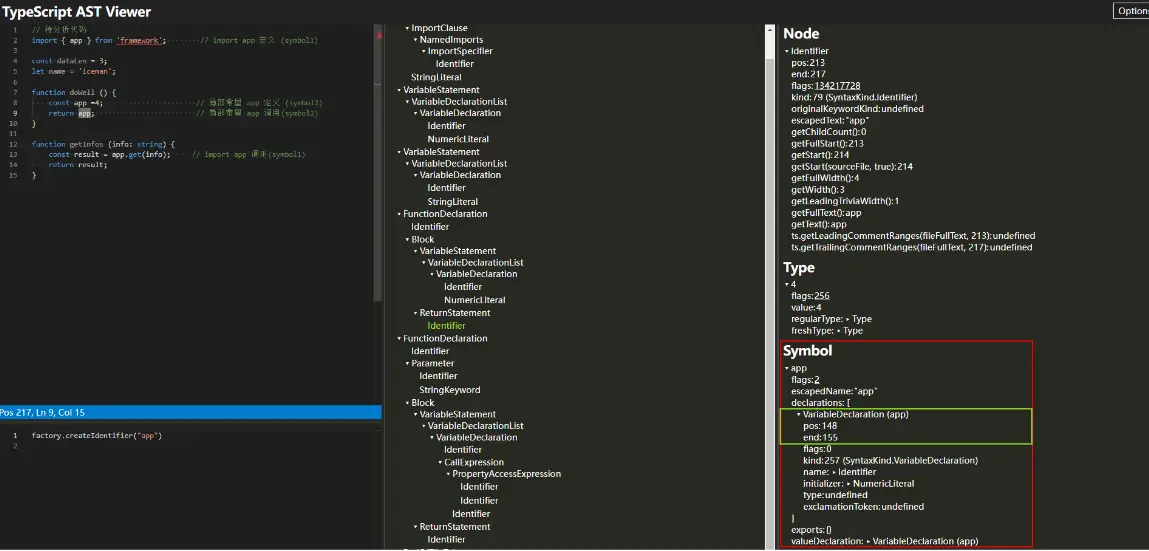 TypeScript AST Viewer
Options
1 // 待分析代码
2 import { app } from 'framework'; // import app 定义 (symbol1)
3
4 const dataLen = 3;
5 let name = 'iceman';
6
7 function doWell () {
8 const app =4; // 局部常量 app 定义 (symbol2)
9 return app; // 局部常量 app 调用(symbol2)
10 }
11
12 function getInfos (info: string) {
13 const result = app.get(info); // import app 调用(symbol1)
14 return result;
15 }
Pos 217, Ln 9, Col 15
1 factory.createIdentifier("app")
2
ImportClause
NamedImports
ImportSpecifier
Identifier
StringLiteral
VariableStatement
VariableDeclarationList
VariableDeclaration
Identifier
NumericLiteral
VariableStatement
VariableDeclarationList
VariableDeclaration
Identifier
StringLiteral
FunctionDeclaration
Identifier
Block
VariableStatement
VariableDeclarationList
VariableDeclaration
Identifier
NumericLiteral
ReturnStatement
Identifier
FunctionDeclaration
Identifier
Parameter
Identifier
StringKeyword
Block
VariableStatement
VariableDeclarationList
VariableDeclaration
Identifier
CallExpression
PropertyAccessExpression
Identifier
Identifier
Identifier
ReturnStatement
Identifier
Node
Identifier
pos:213
end:217
flags:134217728
kind:79 (SyntaxKind.Identifier)
originalKeywordKind:undefined
escapedText:"app"
getChildCount():0
getFullStart():213
getStart():214
getStart(sourceFile, true):214
getFullWidth():4
getWidth():3
getLeadingTriviaWidth():1
getFullText():app
getText():app
ts.getLeadingCommentRanges(fileFullText, 213):undefined
ts.getTrailingCommentRanges(fileFullText, 217):undefined
Type
4
flags:256
value:4
regularType: Type
freshType: Type
Symbol
app
flags:2
escapedName:"app"
declarations: [
VariableDeclaration (app)
pos:148
end:155
flags:0
kind:257 (SyntaxKind.VariableDeclaration)
name: Identifier
initializer: NumericLiteral
type:undefined
exclamationToken:undefined
]
exports:{}
valueDeclaration: VariableDeclaration (app)